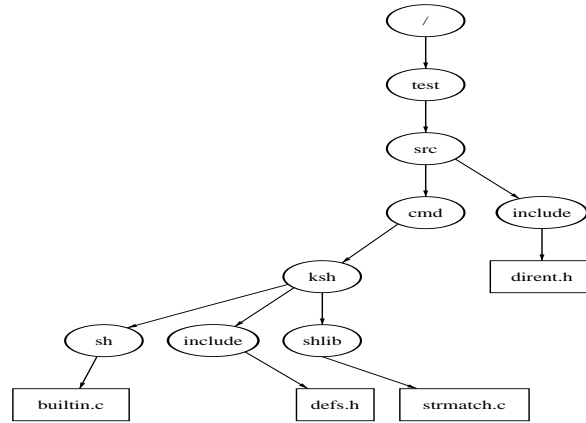 /
test
src
cmd
include
ksh
dirent.h
sh
include
shlib
builtin.c
defs.h
strmatch.c